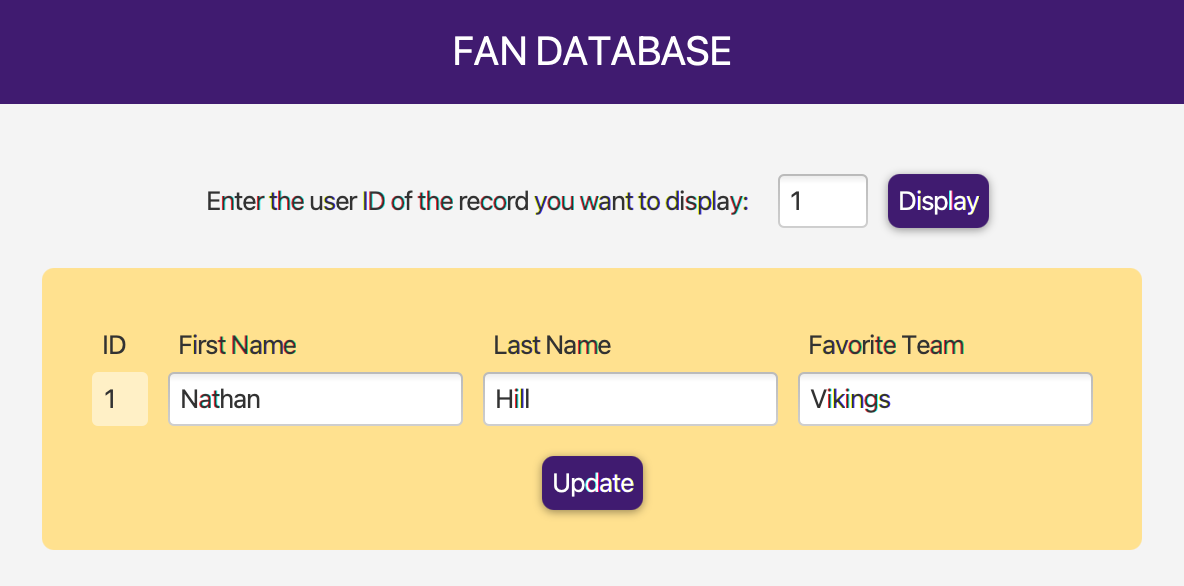 FAN DATABASE
Enter the user ID of the record you want to display: 1 Display
ID First Name Last Name Favorite Team
1 Nathan Hill Vikings
Update